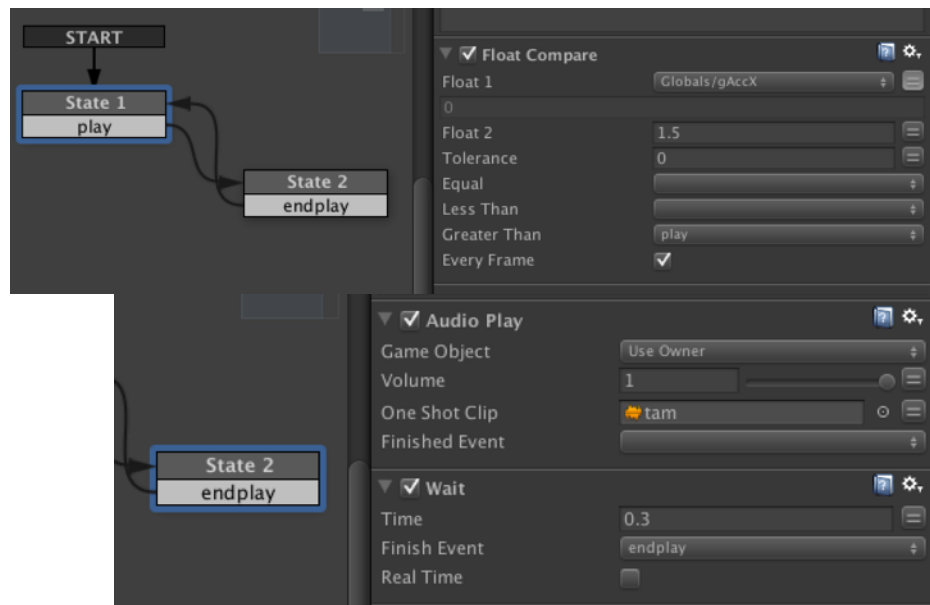 START
State 1
play
State 2
endplay
Float Compare
Float 1 Globals/gAccX
0
Float 2 1.5
Tolerance 0
Equal
Less Than
Greater Than play
Every Frame
State 2
endplay
Audio Play
Game Object Use Owner
Volume 1
One Shot Clip tam
Finished Event
Wait
Time 0.3
Finish Event endplay
Real Time